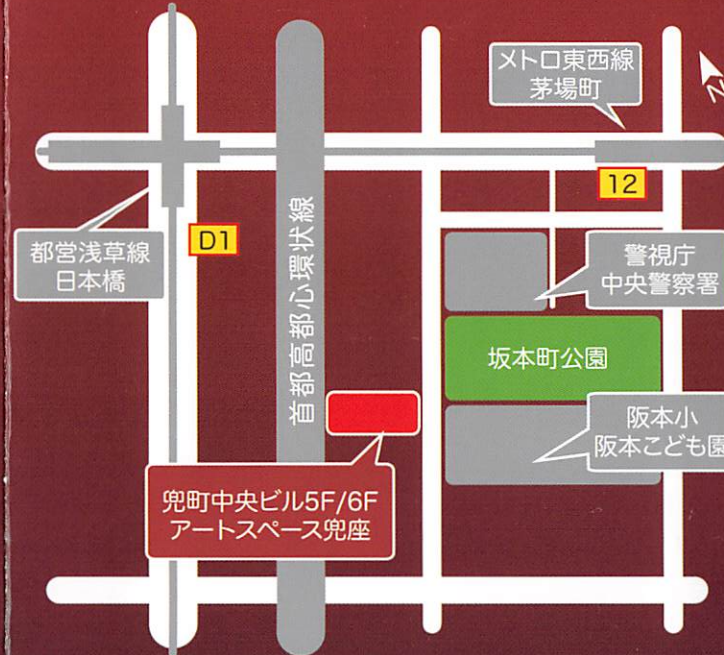 メトロ東西線
茅場町
N
12
D1
都営浅草線
日本橋
首都高都心環状線
警視庁
中央警察署
坂本町公園
阪本小
阪本こども園
兜町中央ビル5F/6F
アートスペース兜座